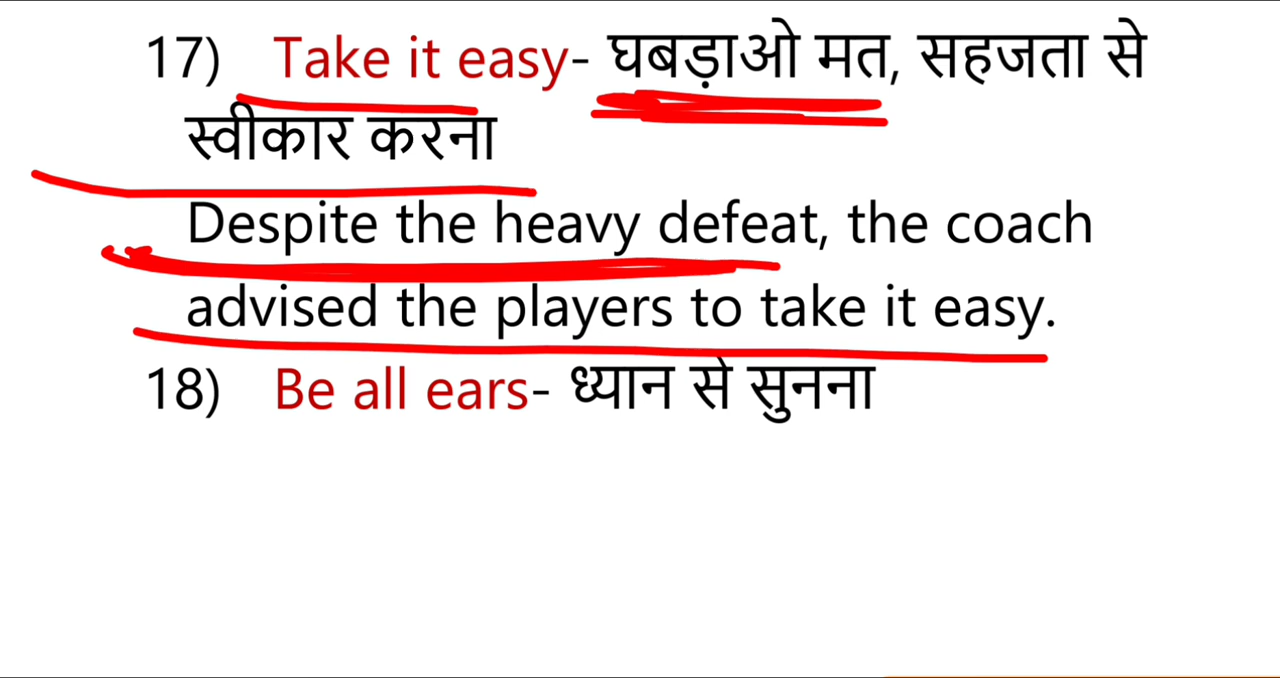 17) Take it easy- घबड़ाओ मत, सहजता से
स्वीकार करना
Despite the heavy defeat, the coach
advised the players to take it easy.
18) Be all ears- ध्यान से सुनना